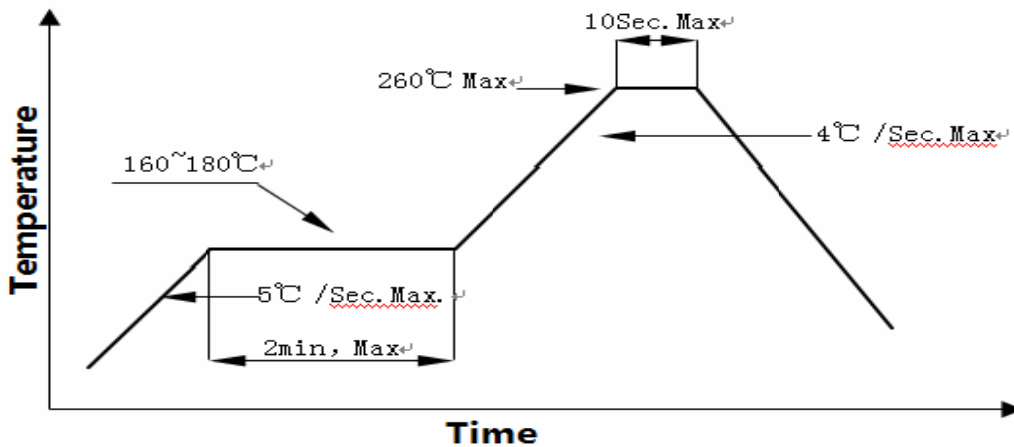 10Sec.Max
260℃ Max
4℃ /Sec.Max
160~180℃
5℃ /Sec.Max.
2min, Max
Temperature
Time